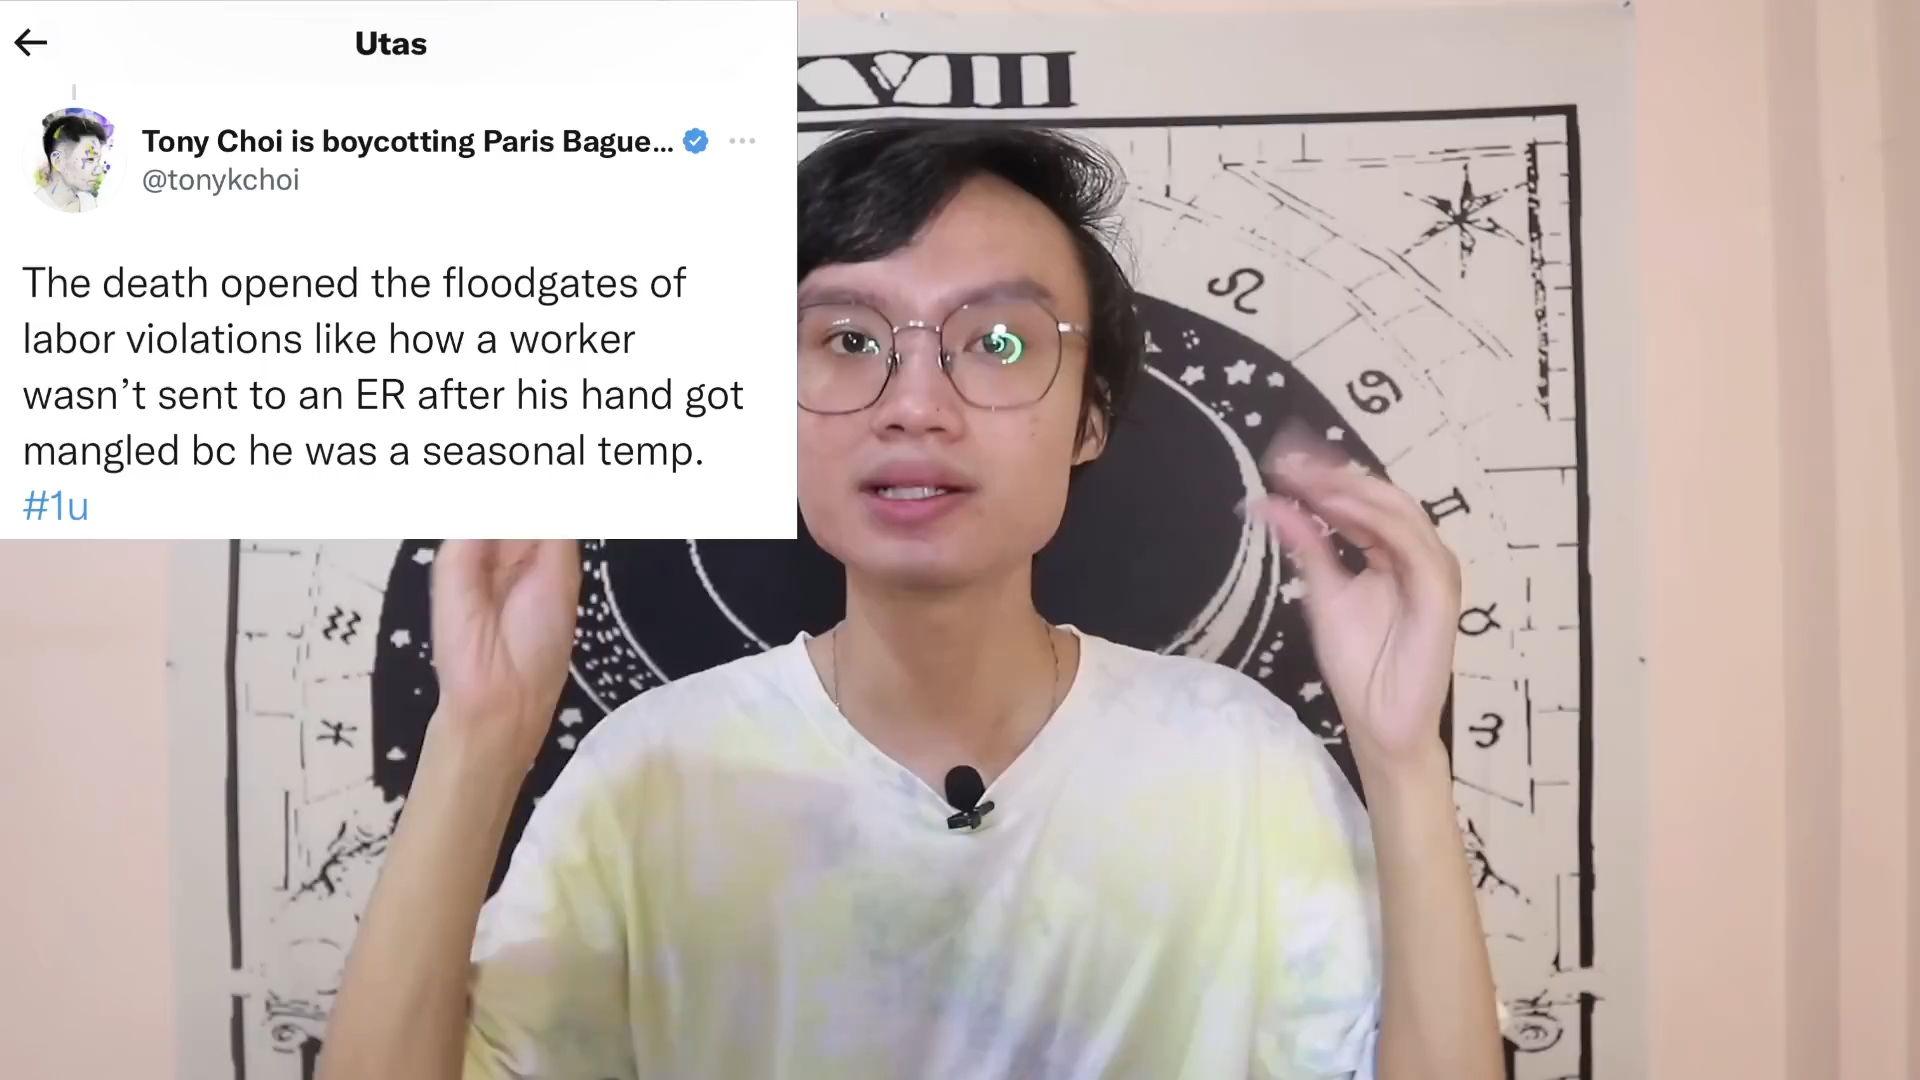 Utas
Tony Choi is boycotting Paris Bague...
@tonykchoi
The death opened the floodgates of
labor violations like how a worker
wasn’t sent to an ER after his hand got
mangled bc he was a seasonal temp.
#1u
VIII